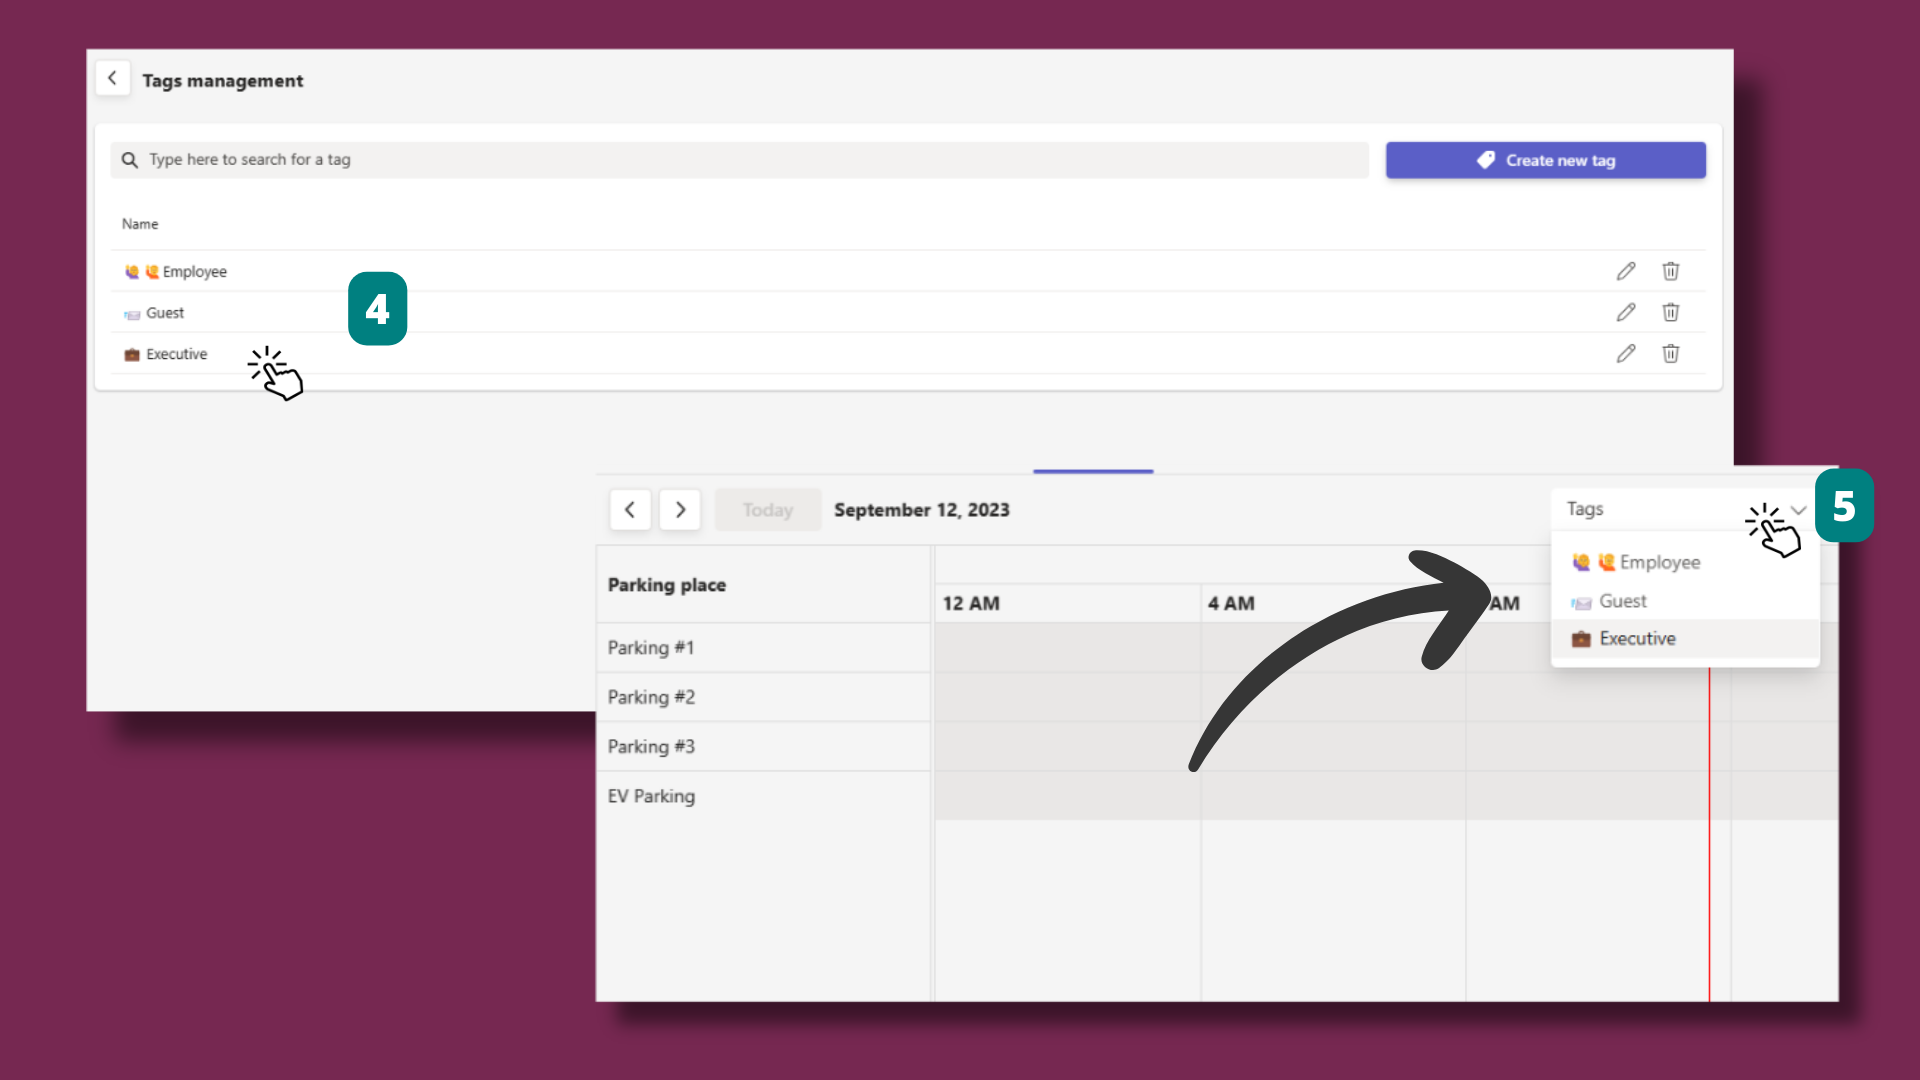 Tags management
Type here to search for a tag
Create new tag
Name
Employee
4
Guest
Executive
5
Today
September 12, 2023
Tags
Employee
Guest
Executive
Parking place
12 AM
4 AM
AM
Parking #1
Parking #2
Parking #3
EV Parking